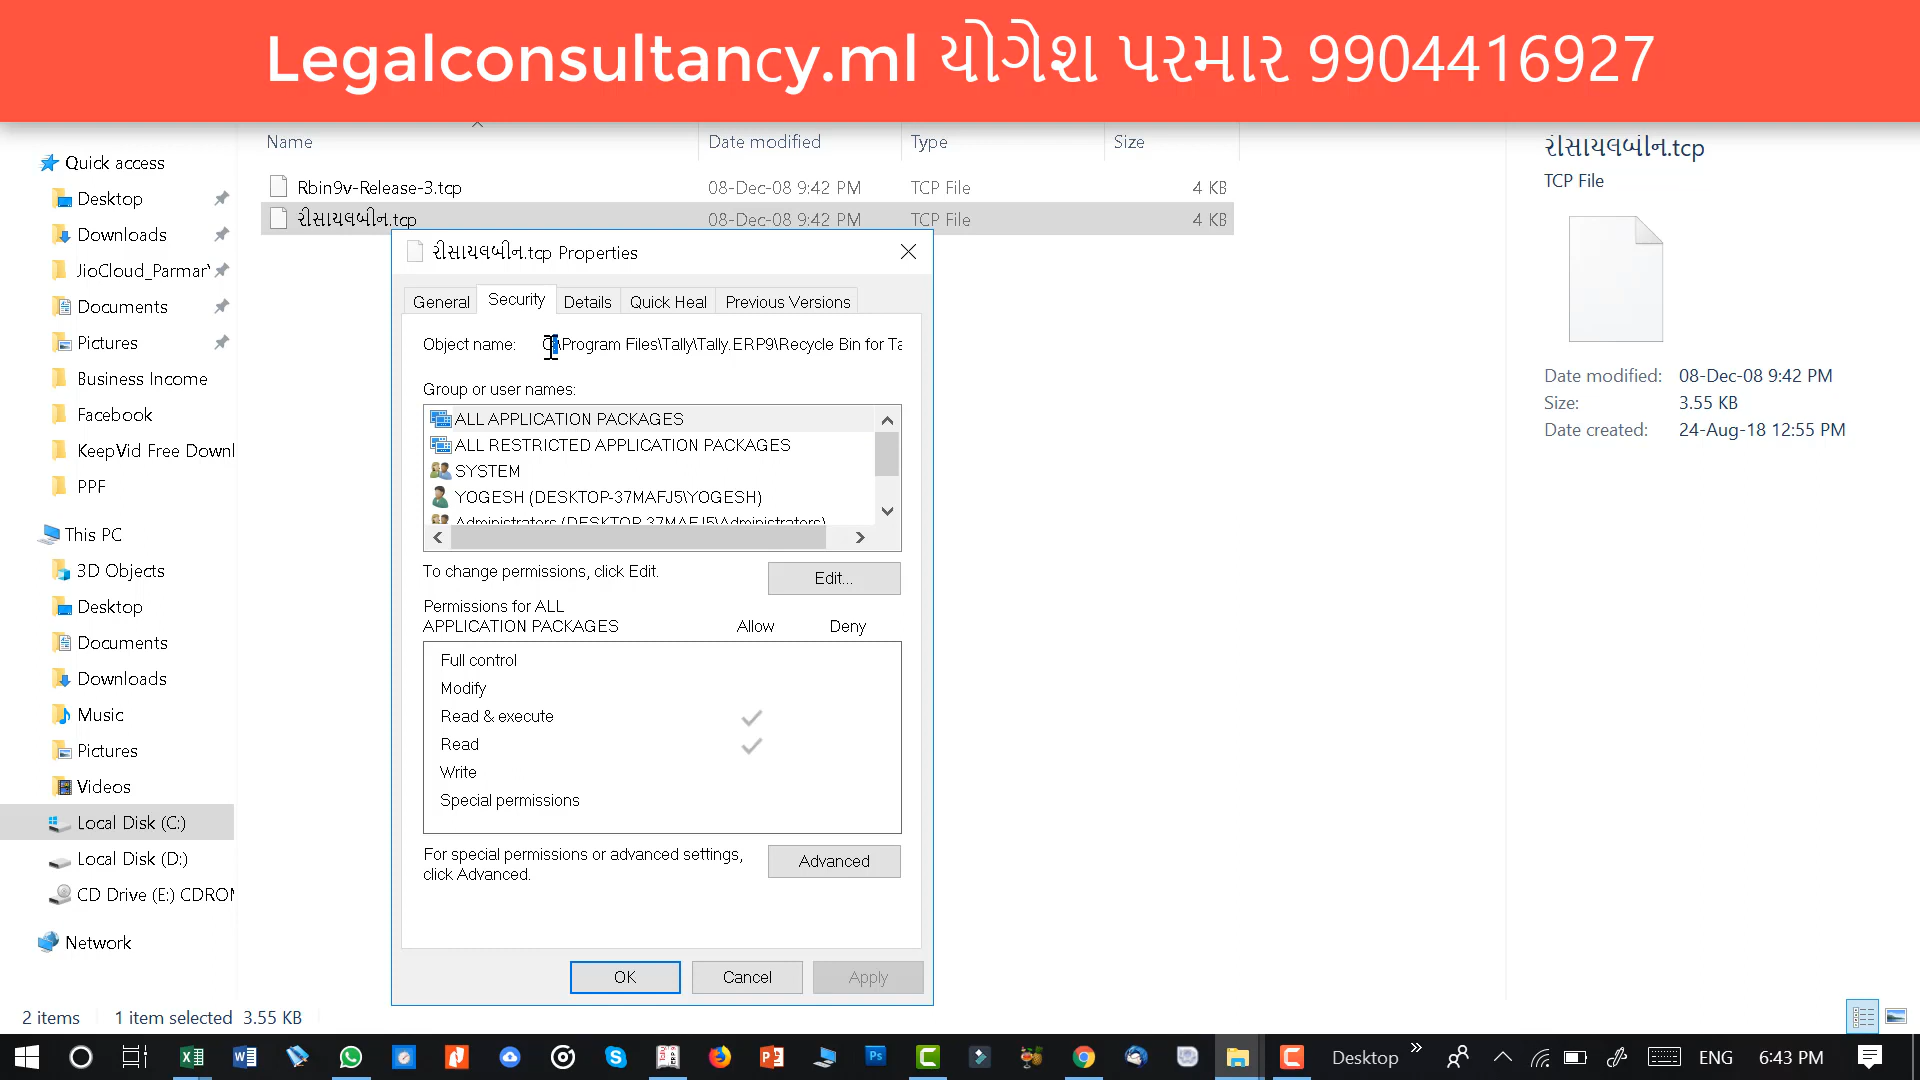 Legalconsultancy.ml યોગેશ પરમાર 9904416927
Name
Date modified
Type
Size
Rbin9v-Release-3.tcp
08-Dec-08 9:42 PM
TCP File
4 KB
રીસાયલબીન.tcp
08-Dec-08 9:42 PM
TCP File
4 KB
Quick access
Desktop
Downloads
JioCloud_Parmar
Documents
Pictures
Business Income
Facebook
KeepVid Free Downl
PPF
This PC
3D Objects
Desktop
Documents
Downloads
Music
Pictures
Videos
Local Disk (C:)
Local Disk (D:)
CD Drive (E:) CDROM
Network
2 items
1 item selected 3.55 KB
રીસાયલબીન.tcp Properties
General
Security
Details
Quick Heal
Previous Versions
Object name: C:\Program Files\Tally\Tally.ERP9\Recycle Bin for Ta
Group or user names:
ALL APPLICATION PACKAGES
ALL RESTRICTED APPLICATION PACKAGES
SYSTEM
YOGESH (DESKTOP-37MAFJ5\YOGESH)
Administrators (DESKTOP-37MAFJ5\Administrators)
To change permissions, click Edit.
Edit...
Permissions for ALL
APPLICATION PACKAGES
Allow
Deny
Full control
Modify
Read & execute
Read
Write
Special permissions
For special permissions or advanced settings,
click Advanced.
Advanced
OK
Cancel
Apply
રીસાયલબીન.tcp
TCP File
Date modified: 08-Dec-08 9:42 PM
Size: 3.55 KB
Date created: 24-Aug-18 12:55 PM
Desktop
ENG
6:43 PM